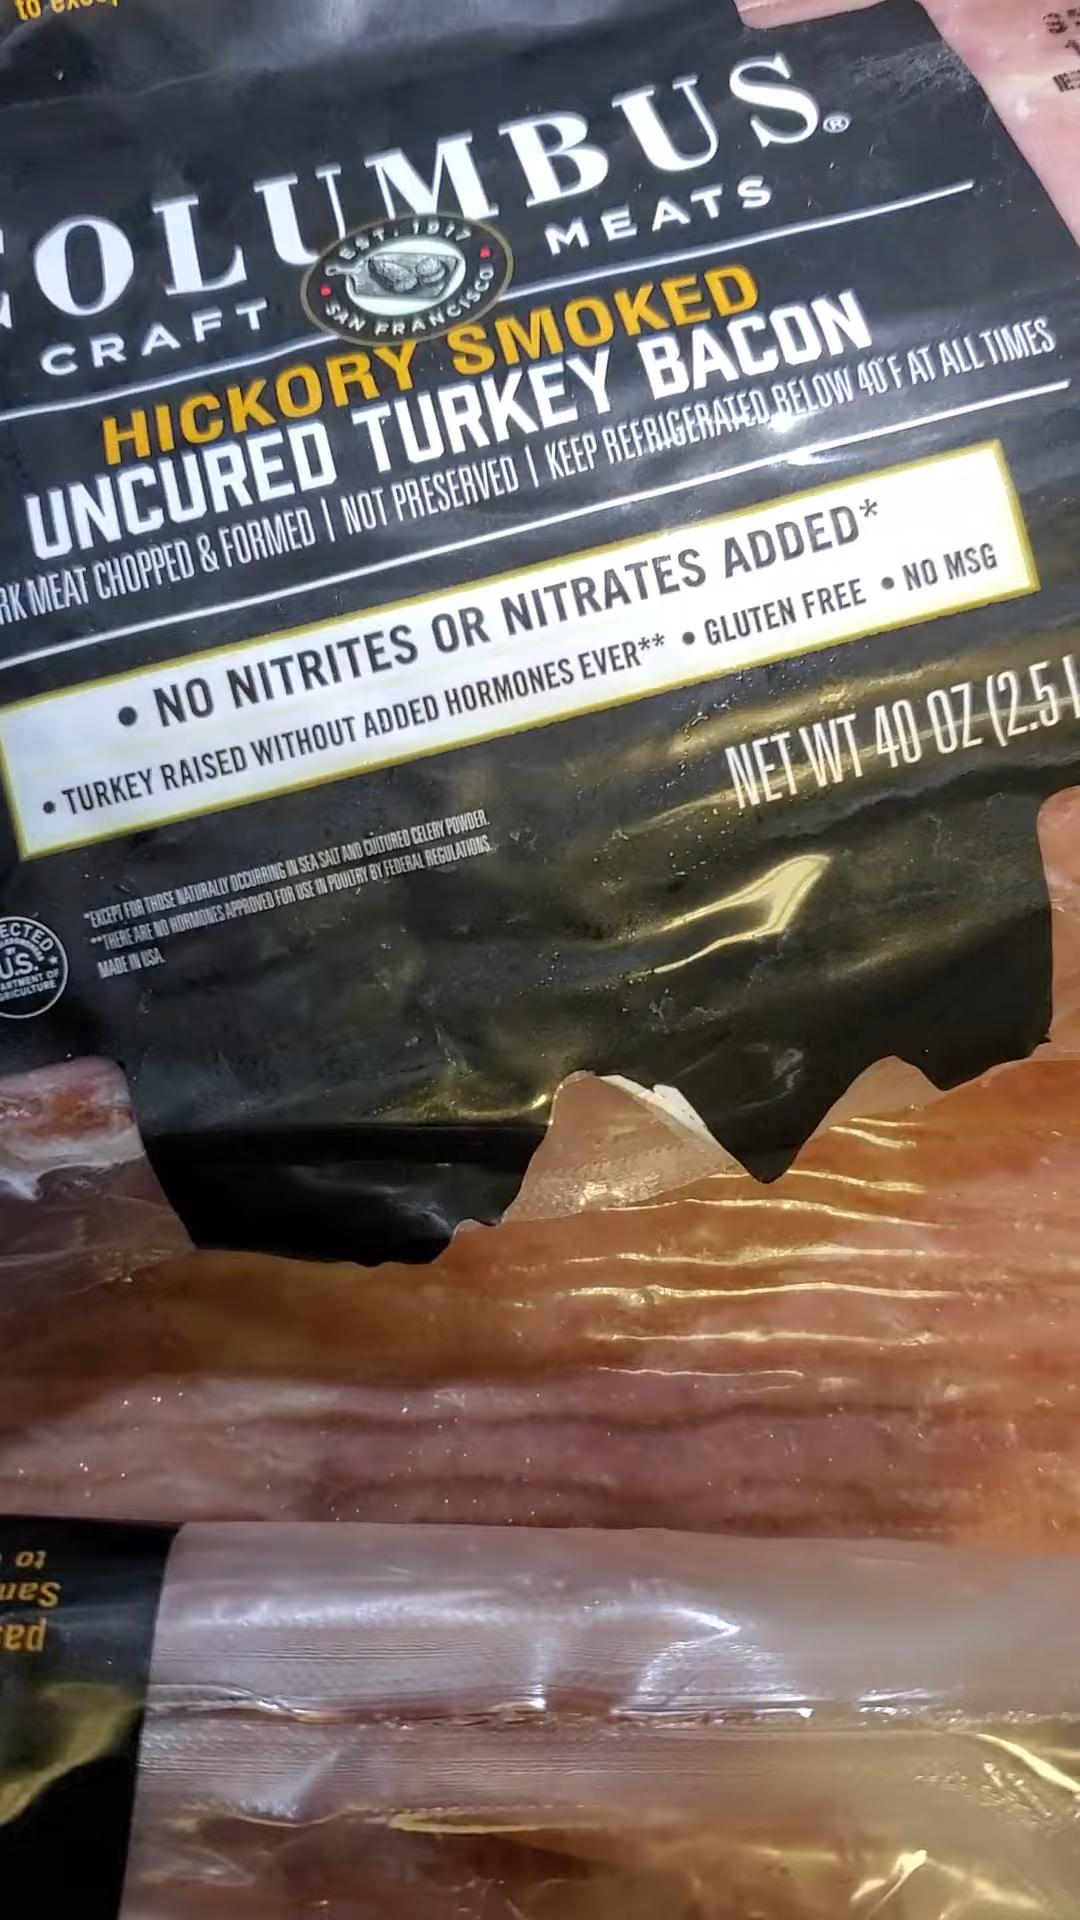 to
COLUMBUS®
CRAFT MEATS
EST. 1917
SAN FRANCISCO
HICKORY SMOKED
UNCURED TURKEY BACON
MEAT CHOPPED & FORMED | NOT PRESERVED | KEEP REFRIGERATED BELOW 40°F AT ALL TIMES
• NO NITRITES OR NITRATES ADDED*
• TURKEY RAISED WITHOUT ADDED HORMONES EVER** • GLUTEN FREE • NO MSG
NET WT 40 OZ (2.5
*EXCEPT FOR THOSE NATURALLY OCCURRING IN SEA SALT AND CULTURED CELERY POWDER.
**THERE ARE NO HORMONES APPROVED FOR USE IN POULTRY BY FEDERAL REGULATIONS.
MADE IN USA.
U.S.
to